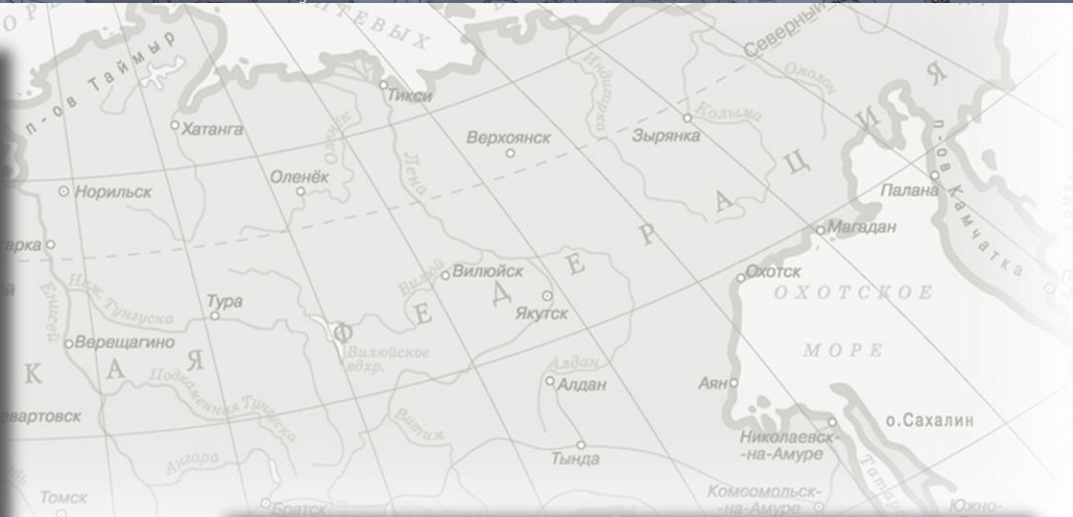 п-ов Таймыр
Тикси
Хатанга
Верхоянск
Зырянка
Северный
Индигирка
Омолон
Колыма
Норильск
Оленёк
Оленёк
Лена
Палана
п-ов Камчатка
Магадан
Охотск
ОХОТСКОЕ
МОРЕ
Вилюй
Вилюйск
Якутск
Ниж. Тунгуска
Тура
Енисей
Верещагино
Вилюйское
вдхр.
К А Я Ф Е Д Е Р А Ц И Я
Подкаменная Тунгуска
Алдан
Алдан
Аян
Витим
о.Сахалин
Николаевск-
-на-Амуре
Тында
Ангара
Томск
Братск
Комсомольск-
-на-Амуре
Южно-